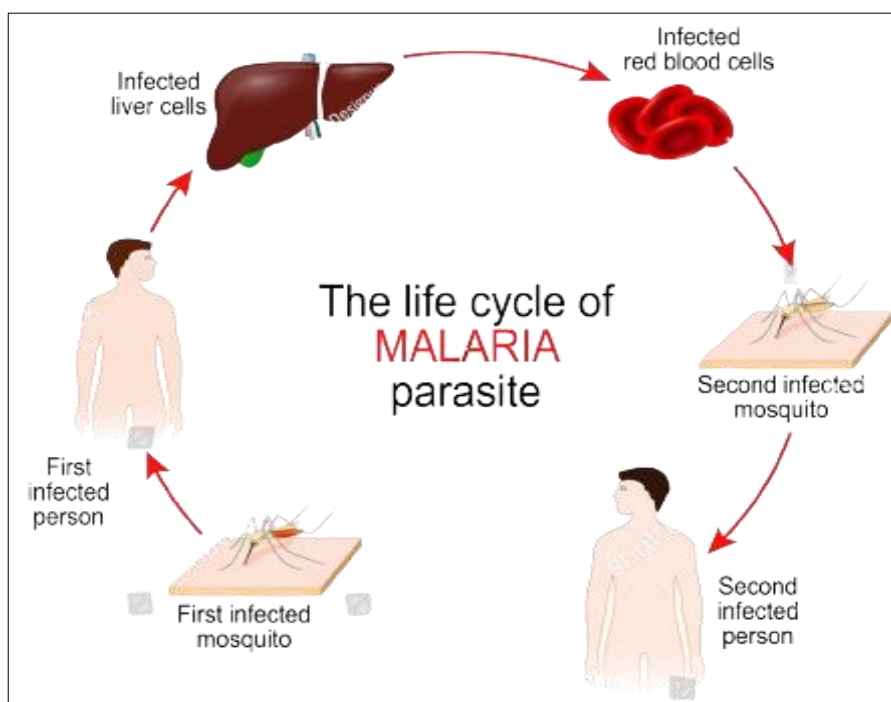 Infected
liver cells
Infected
red blood cells
The life cycle of
MALARIA
parasite
Second infected
mosquito
First
infected
person
First infected
mosquito
Second
infected
person